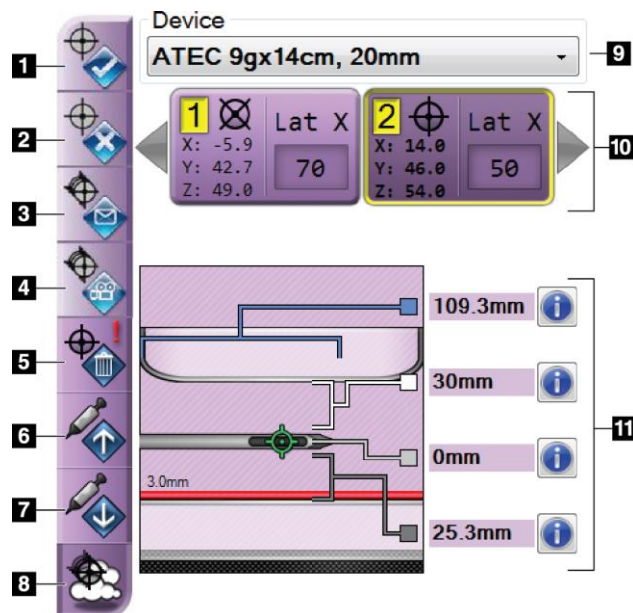 Device
1
ATEC 9gx14cm, 20mm
9
2
1 Lat X
X: -5.9
Y: 42.7
Z: 49.0
70
2 Lat X
X: 14.0
Y: 46.0
Z: 54.0
50
10
3
4
109.3mm
5
!
30mm
6
0mm
11
7
3.0mm
25.3mm
8